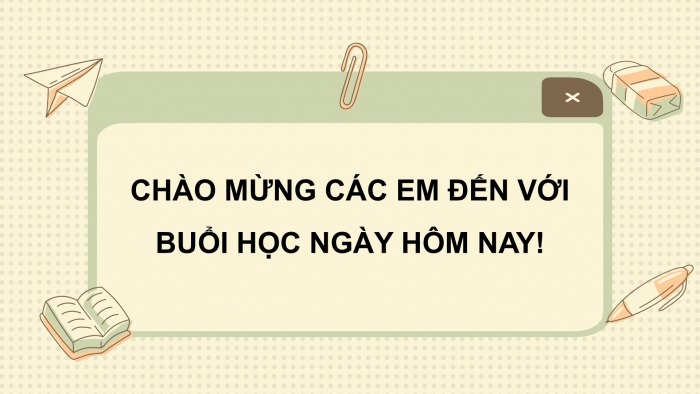 CHÀO MỪNG CÁC EM ĐẾN VỚI
BUỔI HỌC NGÀY HÔM NAY!